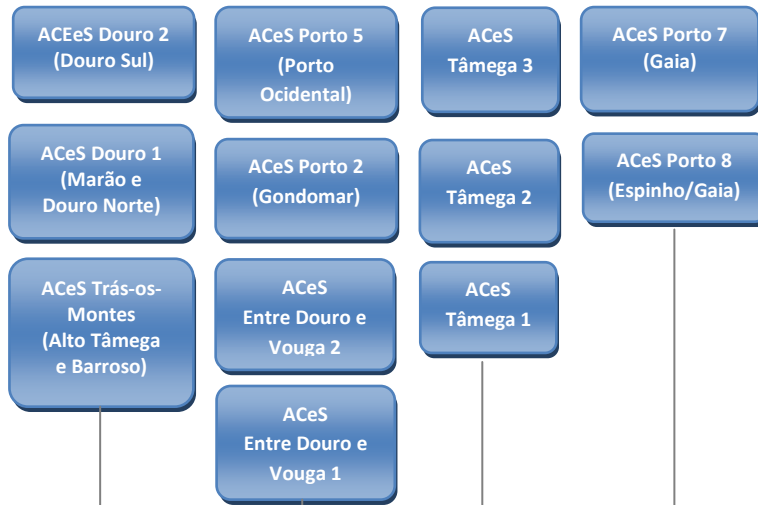 ACEeS Douro 2
(Douro Sul)
ACeS Douro 1
(Marão e
Douro Norte)
ACeS Trás-os-
Montes
(Alto Tâmega
e Barroso)
ACeS Porto 5
(Porto
Ocidental)
ACeS Porto 2
(Gondomar)
ACeS
Entre Douro e
Vouga 2
ACeS
Entre Douro e
Vouga 1
ACeS
Tâmega 3
ACeS
Tâmega 2
ACeS
Tâmega 1
ACeS Porto 7
(Gaia)
ACeS Porto 8
(Espinho/Gaia)